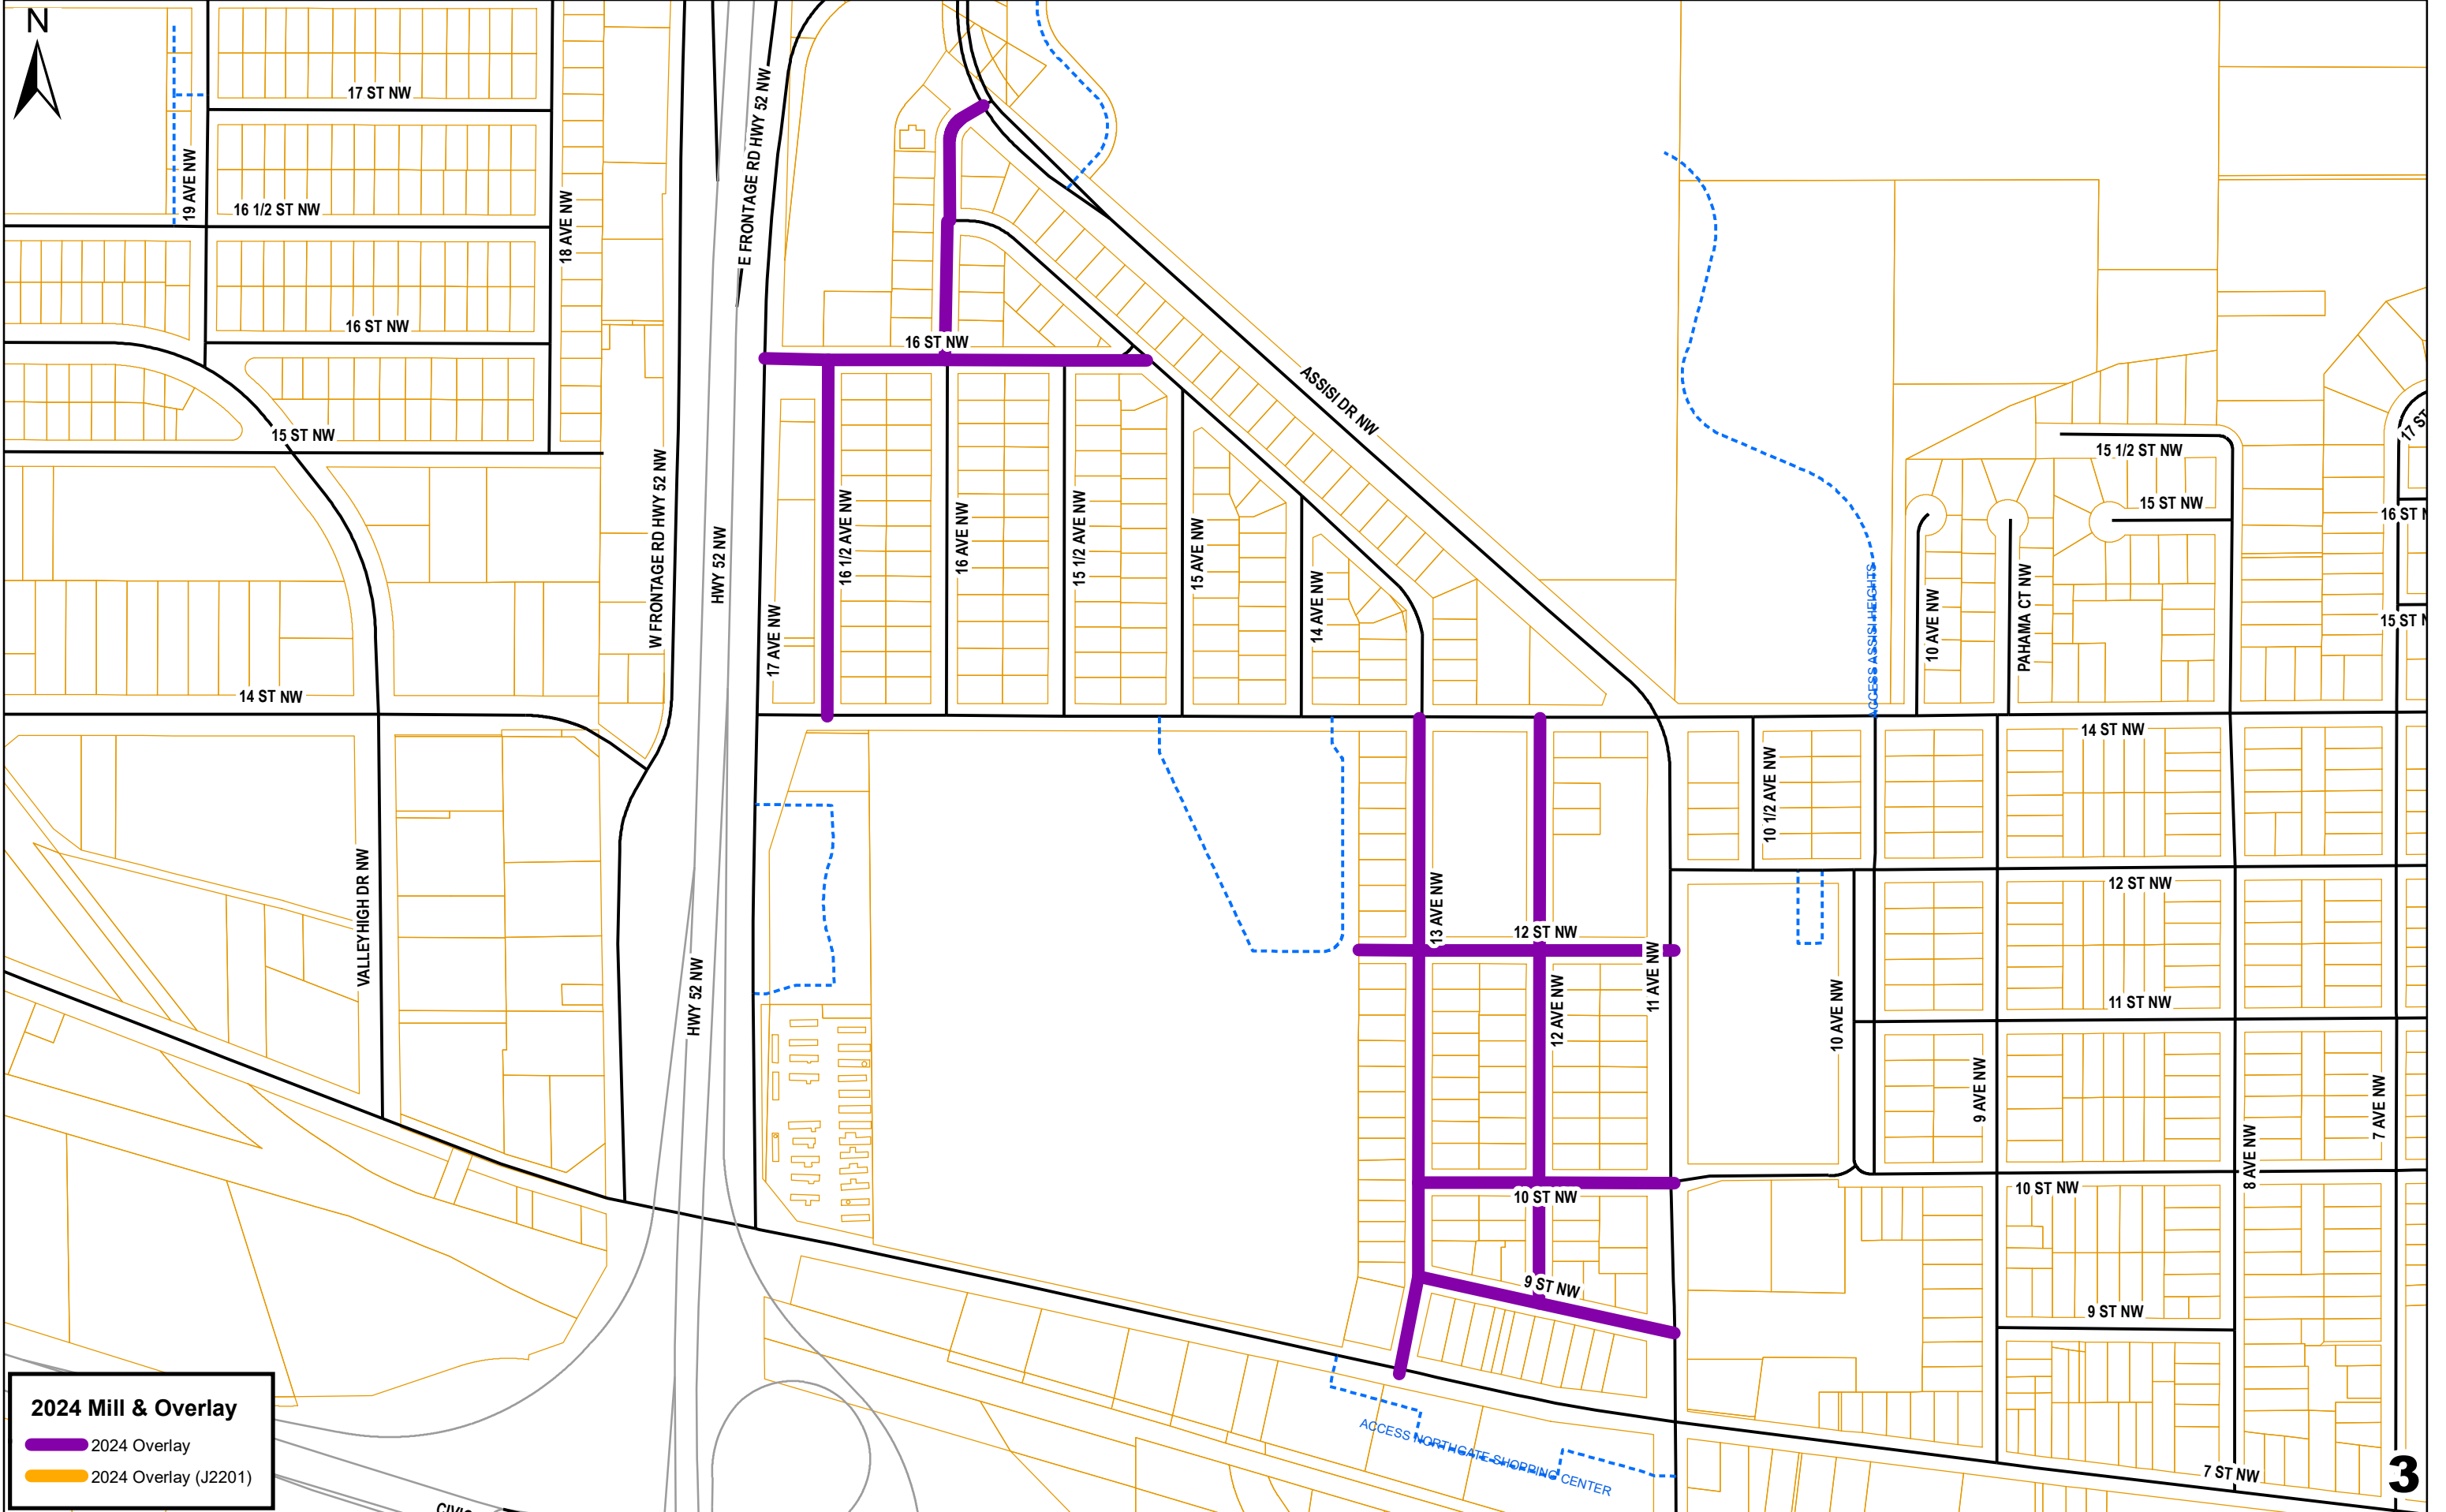 N
17 ST NW
19 AVE NW
16 1/2 ST NW
18 AVE NW
E FRONTAGE RD HWY 52 NW
16 ST NW
16 ST NW
ASSISI DR NW
15 ST NW
17 ST
15 1/2 ST NW
15 ST NW
16 ST N
W FRONTAGE RD HWY 52 NW
HWY 52 NW
17 AVE NW
16 1/2 AVE NW
16 AVE NW
15 1/2 AVE NW
15 AVE NW
14 AVE NW
ACCESS ASSISI HEIGHTS
10 AVE NW
PAHAMA CT NW
15 ST N
14 ST NW
14 ST NW
10 1/2 AVE NW
VALLEYHIGH DR NW
13 AVE NW
12 ST NW
12 ST NW
HWY 52 NW
12 AVE NW
11 AVE NW
10 AVE NW
11 ST NW
9 AVE NW
7 AVE NW
8 AVE NW
10 ST NW
10 ST NW
9 ST NW
9 ST NW
2024 Mill & Overlay
2024 Overlay
2024 Overlay (J2201)
CIVIC
ACCESS NORTHGATE SHOPPING CENTER
7 ST NW
3